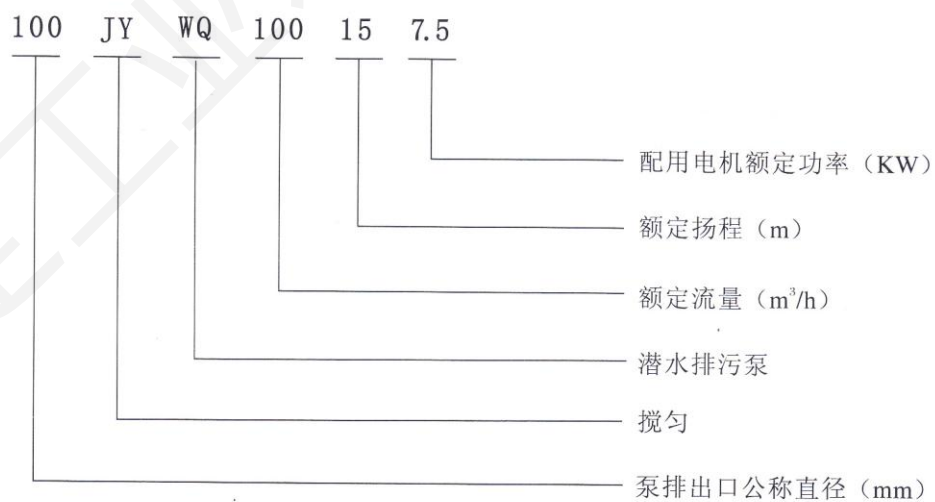 100 JY WQ 100 15 7.5
配用电机额定功率（KW）
额定扬程（m）
额定流量（m³/h）
潜水排污泵
搅匀
泵排出口公称直径（mm）